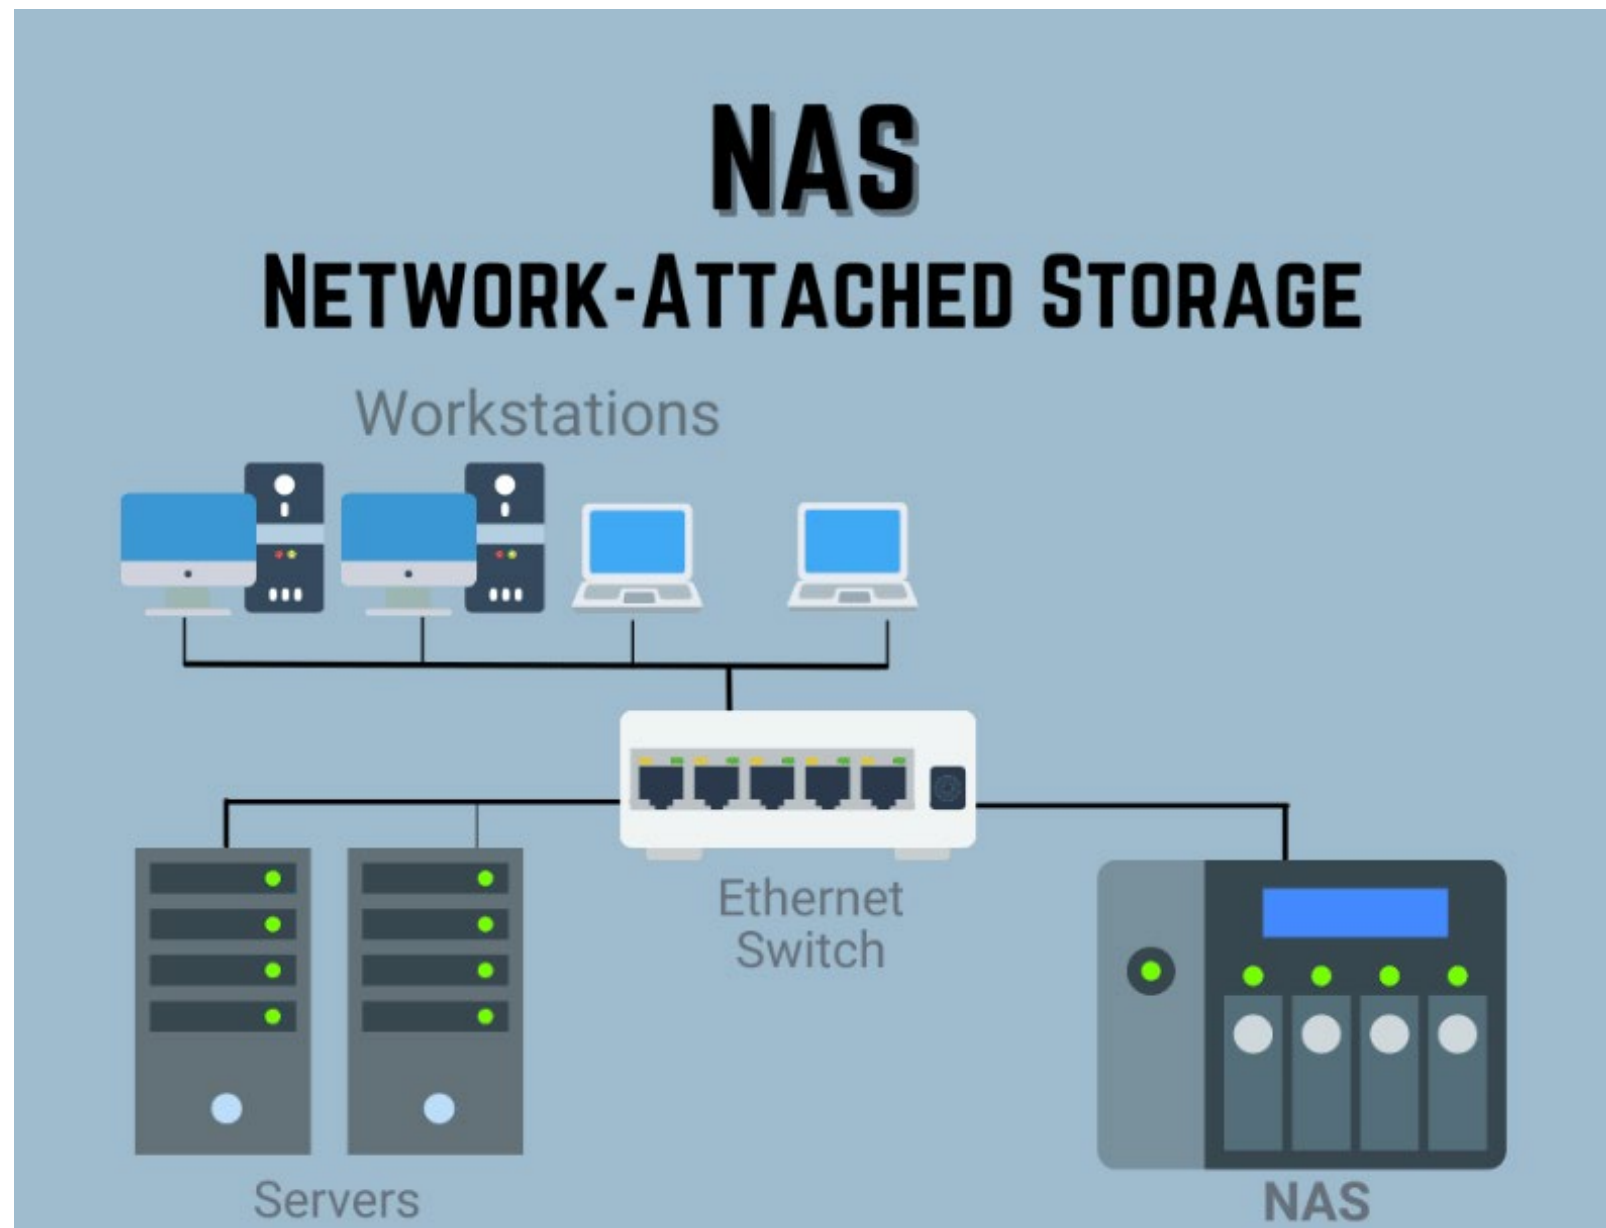 NAS
Network-Attached Storage
Workstations
Ethernet
Switch
Servers
NAS